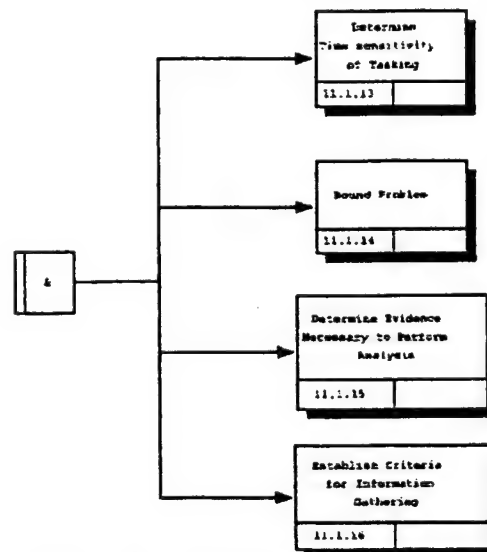 Determine
Time Sensitivity
of Tasking
11.1.13
Bound Problem
11.1.14
&
Determine Evidence
Necessary to Perform
Analysis
11.1.15
Establish Criteria
for Information
Gathering
11.1.16